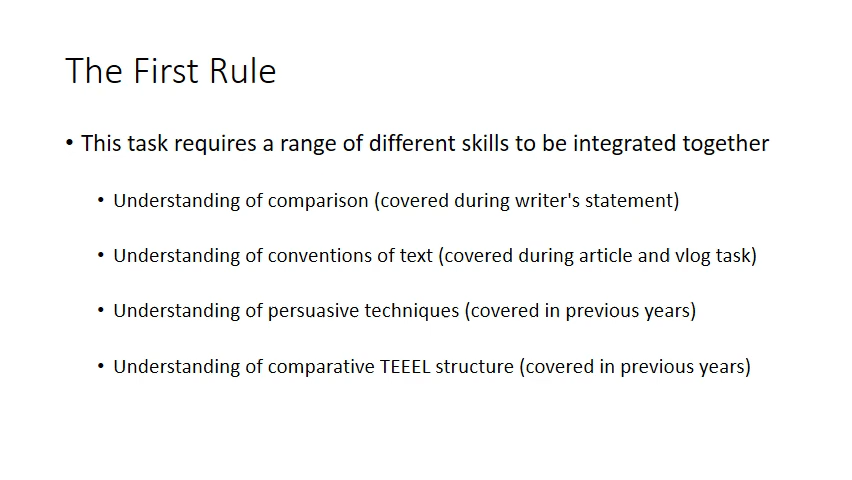 The First Rule
• This task requires a range of different skills to be integrated together
• Understanding of comparison (covered during writer's statement)
• Understanding of conventions of text (covered during article and vlog task)
• Understanding of persuasive techniques (covered in previous years)
• Understanding of comparative TEEEL structure (covered in previous years)